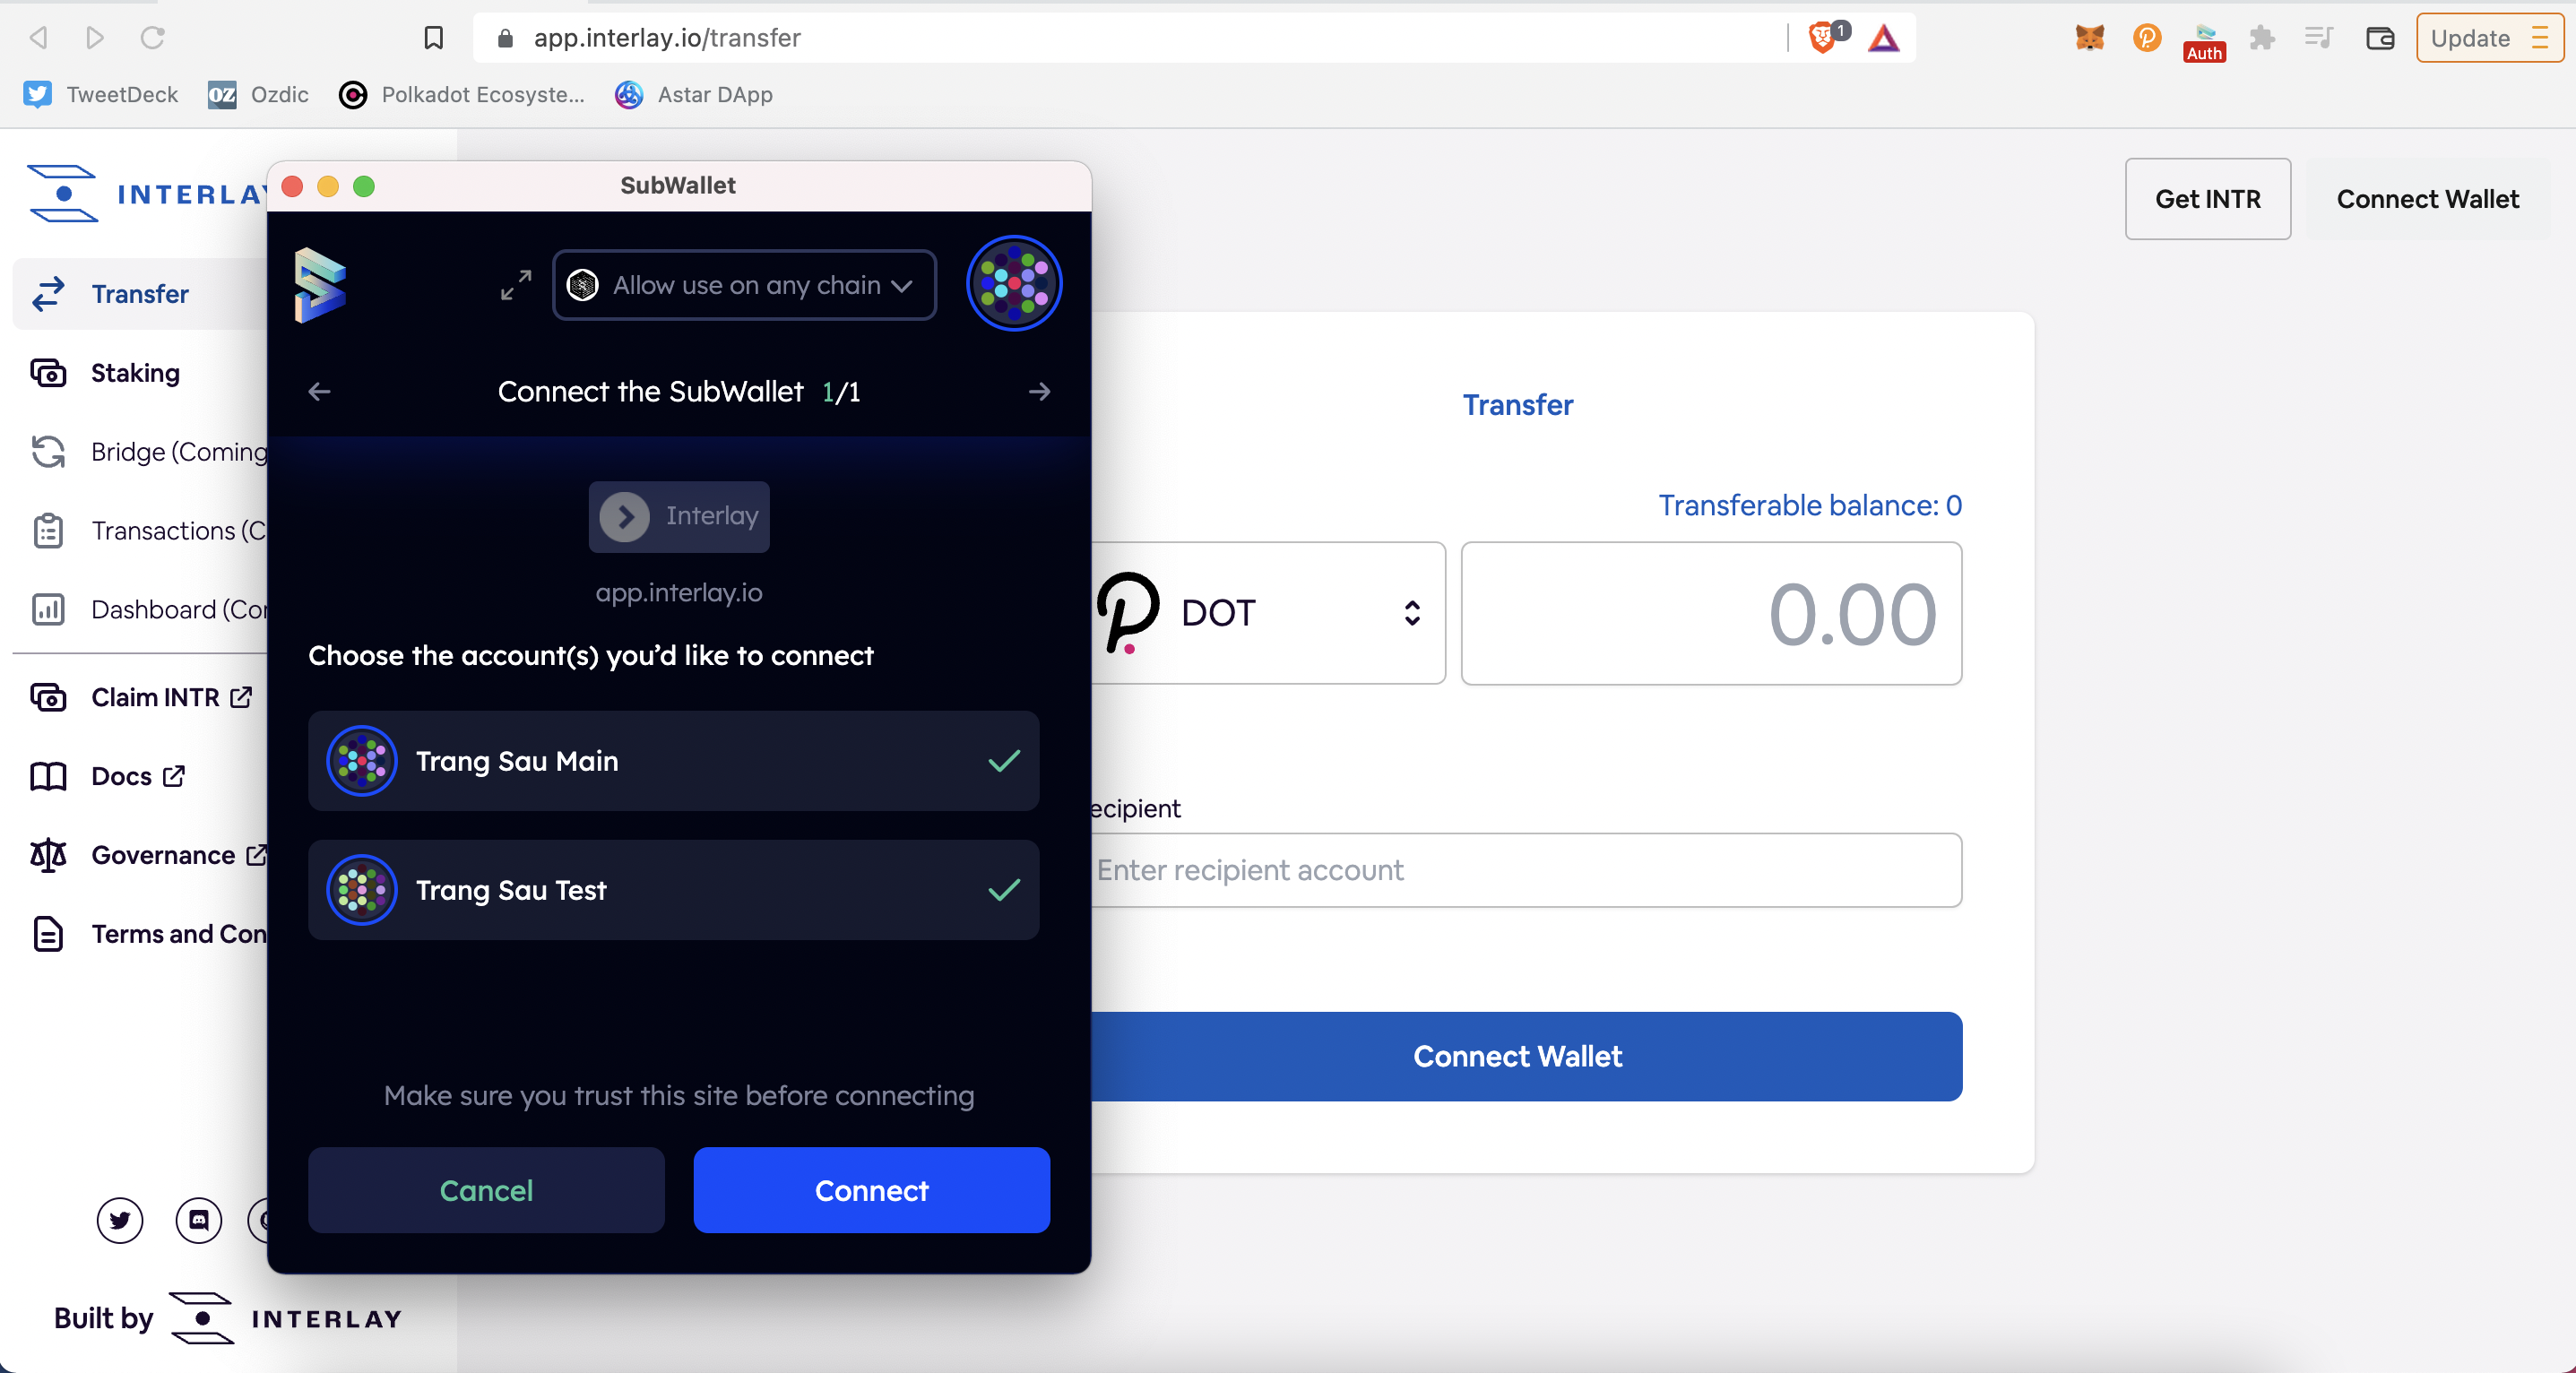 app.interlay.io/transfer
1
Auth
Update
TweetDeck
OZ
Ozdic
Polkadot Ecosyste...
Astar DApp
INTERLAY
Transfer
Staking
Bridge (Coming
Transactions (C
Dashboard (Co
Claim INTR
Docs
Governance
Terms and Con
Built by
INTERLAY
SubWallet
Allow use on any chain
Connect the SubWallet 1/1
Interlay
app.interlay.io
Choose the account(s) you'd like to connect
Trang Sau Main
Trang Sau Test
Make sure you trust this site before connecting
Cancel
Connect
Get INTR
Connect Wallet
Transfer
Transferable balance: 0
DOT
0.00
ecipient
Enter recipient account
Connect Wallet